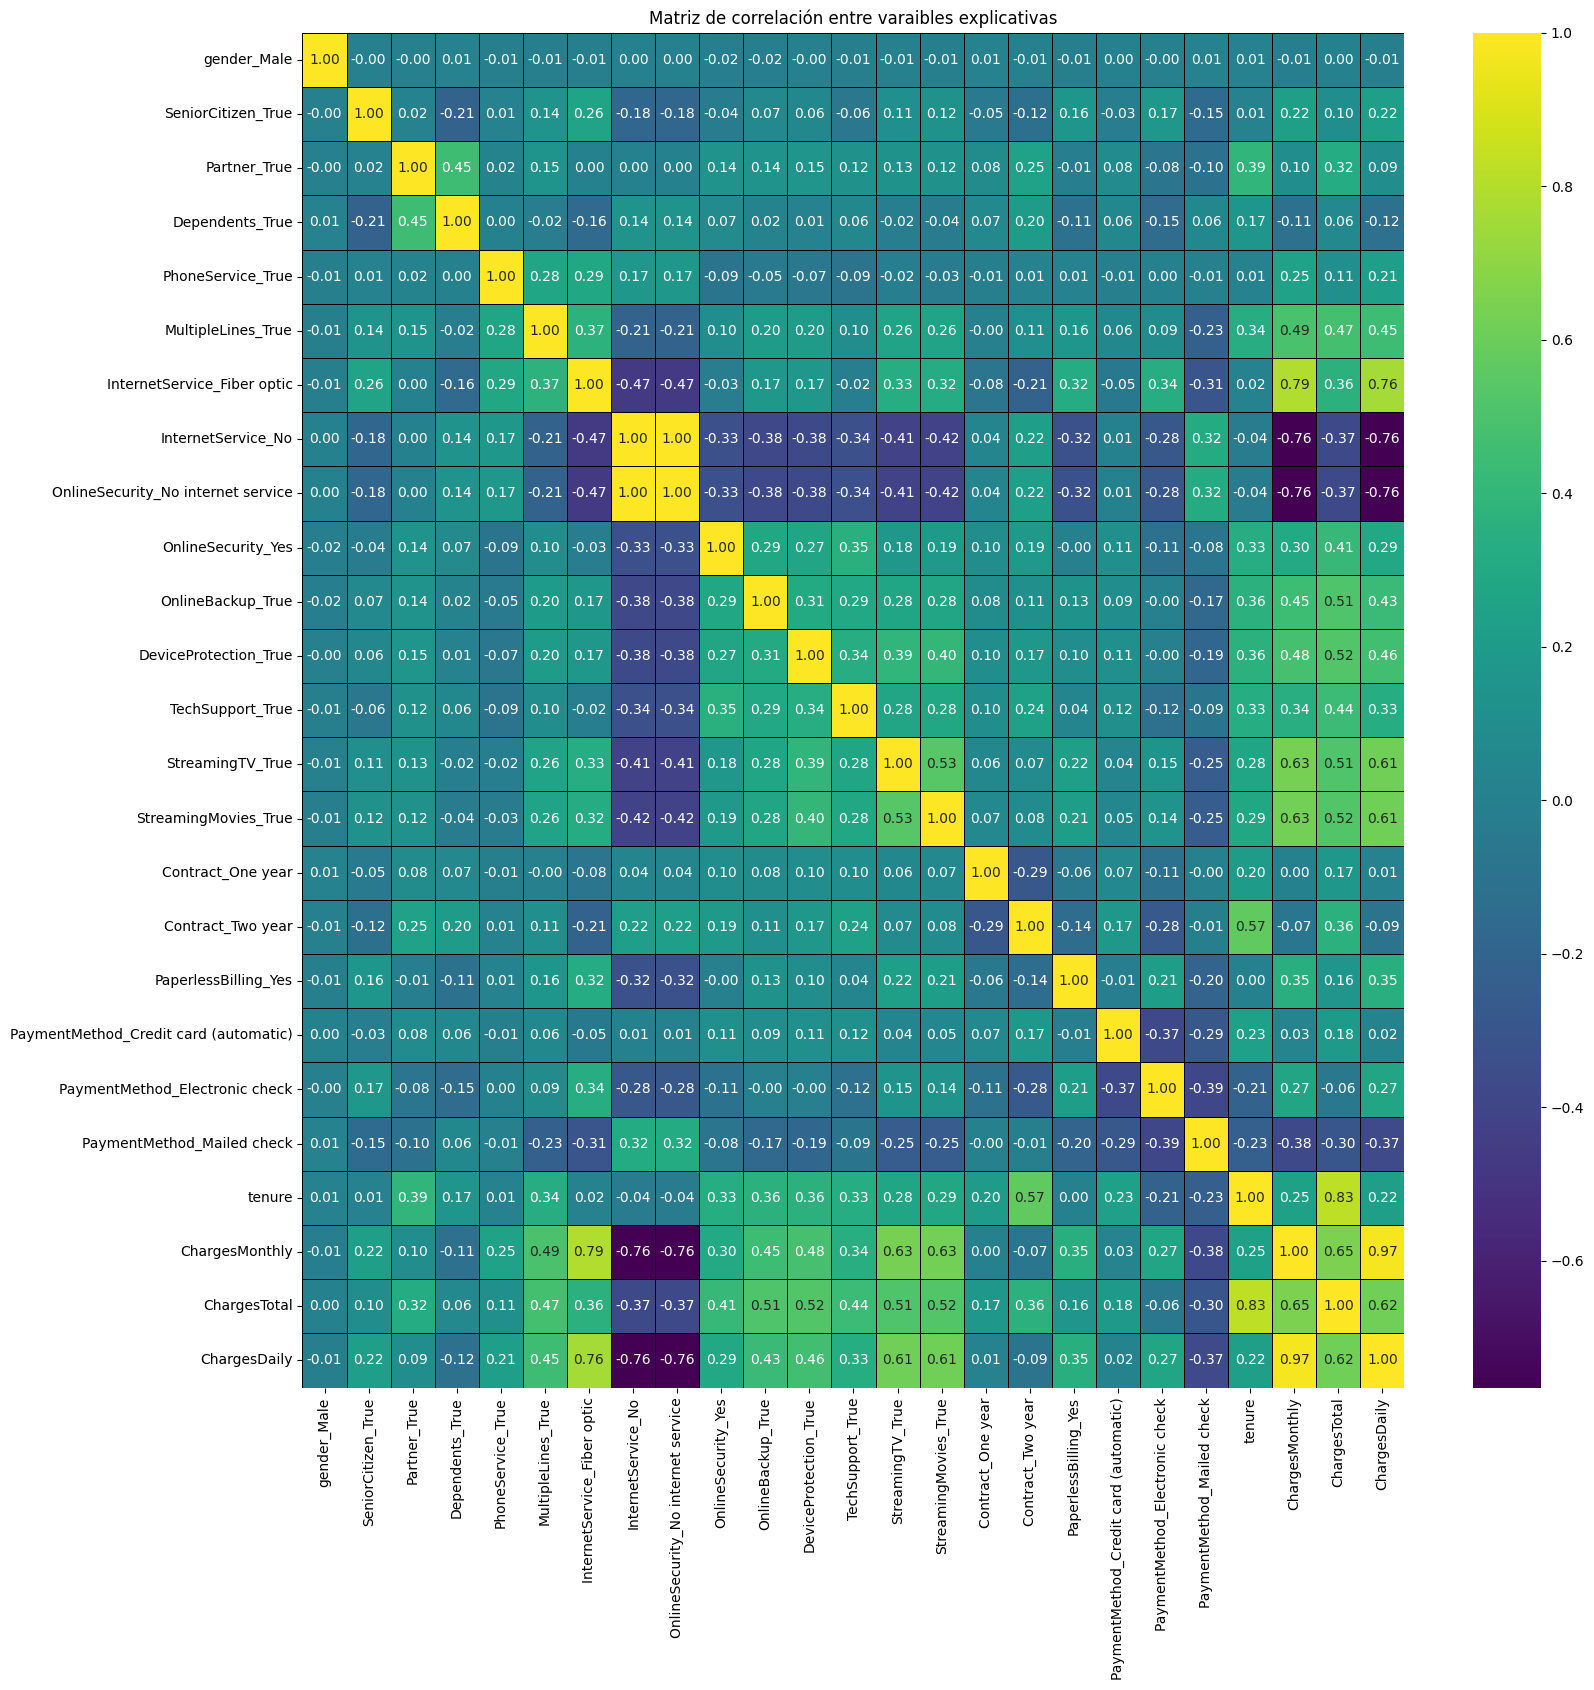 Matriz de correlación entre varaibles explicativas
gender_Male 1.00 -0.00 -0.00 0.01 -0.01 -0.01 -0.01 0.00 0.00 -0.02 -0.02 -0.00 -0.01 -0.01 -0.01 0.01 -0.01 -0.01 0.00 -0.00 0.01 0.01 -0.01 0.00 -0.01
SeniorCitizen_True -0.00 1.00 0.02 -0.21 0.01 0.14 0.26 -0.18 -0.18 -0.04 0.07 0.06 -0.06 0.11 0.12 -0.05 -0.12 0.16 -0.03 0.17 -0.15 0.01 0.22 0.10 0.22
Partner_True -0.00 0.02 1.00 0.45 0.02 0.15 0.00 0.00 0.00 0.14 0.14 0.15 0.12 0.13 0.12 0.08 0.25 -0.01 0.08 -0.08 -0.10 0.39 0.10 0.32 0.09
Dependents_True 0.01 -0.21 0.45 1.00 0.00 -0.02 -0.16 0.14 0.14 0.07 0.02 0.01 0.06 -0.02 -0.04 0.07 0.20 -0.11 0.06 -0.15 0.06 0.17 -0.11 0.06 -0.12
PhoneService_True -0.01 0.01 0.02 0.00 1.00 0.28 0.29 0.17 0.17 -0.09 -0.05 -0.07 -0.09 -0.02 -0.03 -0.01 0.01 0.01 -0.01 0.00 -0.01 0.01 0.25 0.11 0.21
MultipleLines_True -0.01 0.14 0.15 -0.02 0.28 1.00 0.37 -0.21 -0.21 0.10 0.20 0.20 0.10 0.26 0.26 -0.00 0.11 0.16 0.06 0.09 -0.23 0.34 0.49 0.47 0.45
InternetService_Fiber optic -0.01 0.26 0.00 -0.16 0.29 0.37 1.00 -0.47 -0.47 -0.03 0.17 0.17 -0.02 0.33 0.32 -0.08 -0.21 0.32 -0.05 0.34 -0.31 0.02 0.79 0.36 0.76
InternetService_No 0.00 -0.18 0.00 0.14 0.17 -0.21 -0.47 1.00 1.00 -0.33 -0.38 -0.38 -0.34 -0.41 -0.42 0.04 0.22 -0.32 0.01 -0.28 0.32 -0.04 -0.76 -0.37 -0.76
OnlineSecurity_No internet service 0.00 -0.18 0.00 0.14 0.17 -0.21 -0.47 1.00 1.00 -0.33 -0.38 -0.38 -0.34 -0.41 -0.42 0.04 0.22 -0.32 0.01 -0.28 0.32 -0.04 -0.76 -0.37 -0.76
OnlineSecurity_Yes -0.02 -0.04 0.14 0.07 -0.09 0.10 -0.03 -0.33 -0.33 1.00 0.29 0.27 0.35 0.18 0.19 0.10 0.19 -0.00 0.11 -0.11 -0.08 0.33 0.30 0.41 0.29
OnlineBackup_True -0.02 0.07 0.14 0.02 -0.05 0.20 0.17 -0.38 -0.38 0.29 1.00 0.31 0.29 0.28 0.28 0.08 0.11 0.13 0.09 -0.00 -0.17 0.36 0.45 0.51 0.43
DeviceProtection_True -0.00 0.06 0.15 0.01 -0.07 0.20 0.17 -0.38 -0.38 0.27 0.31 1.00 0.34 0.39 0.40 0.10 0.17 0.10 0.11 -0.00 -0.19 0.36 0.48 0.52 0.46
TechSupport_True -0.01 -0.06 0.12 0.06 -0.09 0.10 -0.02 -0.34 -0.34 0.35 0.29 0.34 1.00 0.28 0.28 0.10 0.24 0.04 0.12 -0.12 -0.09 0.33 0.34 0.44 0.33
StreamingTV_True -0.01 0.11 0.13 -0.02 -0.02 0.26 0.33 -0.41 -0.41 0.18 0.28 0.39 0.28 1.00 0.53 0.06 0.07 0.22 0.04 0.15 -0.25 0.28 0.63 0.51 0.61
StreamingMovies_True -0.01 0.12 0.12 -0.04 -0.03 0.26 0.32 -0.42 -0.42 0.19 0.28 0.40 0.28 0.53 1.00 0.07 0.08 0.21 0.05 0.14 -0.25 0.29 0.63 0.52 0.61
Contract_One year 0.01 -0.05 0.08 0.07 -0.01 -0.00 -0.08 0.04 0.04 0.10 0.08 0.10 0.10 0.06 0.07 1.00 -0.29 -0.06 0.07 -0.11 -0.00 0.20 0.00 0.17 0.01
Contract_Two year -0.01 -0.12 0.25 0.20 0.01 0.11 -0.21 0.22 0.22 0.19 0.11 0.17 0.24 0.07 0.08 -0.29 1.00 -0.14 0.17 -0.28 -0.01 0.57 -0.07 0.36 -0.09
PaperlessBilling_Yes -0.01 0.16 -0.01 -0.11 0.01 0.16 0.32 -0.32 -0.32 -0.00 0.13 0.10 0.04 0.22 0.21 -0.06 -0.14 1.00 -0.01 0.21 -0.20 0.00 0.35 0.16 0.35
PaymentMethod_Credit card (automatic) 0.00 -0.03 0.08 0.06 -0.01 0.06 -0.05 0.01 0.01 0.11 0.09 0.11 0.12 0.04 0.05 0.07 0.17 -0.01 1.00 -0.37 -0.29 0.23 0.03 0.18 0.02
PaymentMethod_Electronic check -0.00 0.17 -0.08 -0.15 0.00 0.09 0.34 -0.28 -0.28 -0.11 -0.00 -0.00 -0.12 0.15 0.14 -0.11 -0.28 0.21 -0.37 1.00 -0.39 -0.21 0.27 -0.06 0.27
PaymentMethod_Mailed check 0.01 -0.15 -0.10 0.06 -0.01 -0.23 -0.31 0.32 0.32 -0.08 -0.17 -0.19 -0.09 -0.25 -0.25 -0.00 -0.01 -0.20 -0.29 -0.39 1.00 -0.23 -0.38 -0.30 -0.37
tenure 0.01 0.01 0.39 0.17 0.01 0.34 0.02 -0.04 -0.04 0.33 0.36 0.36 0.33 0.28 0.29 0.20 0.57 0.00 0.23 -0.21 -0.23 1.00 0.25 0.83 0.22
ChargesMonthly -0.01 0.22 0.10 -0.11 0.25 0.49 0.79 -0.76 -0.76 0.30 0.45 0.48 0.34 0.63 0.63 0.00 -0.07 0.35 0.03 0.27 -0.38 0.25 1.00 0.65 0.97
ChargesTotal 0.00 0.10 0.32 0.06 0.11 0.47 0.36 -0.37 -0.37 0.41 0.51 0.52 0.44 0.51 0.52 0.17 0.36 0.16 0.18 -0.06 -0.30 0.83 0.65 1.00 0.62
ChargesDaily -0.01 0.22 0.09 -0.12 0.21 0.45 0.76 -0.76 -0.76 0.29 0.43 0.46 0.33 0.61 0.61 0.01 -0.09 0.35 0.02 0.27 -0.37 0.22 0.97 0.62 1.00
gender_Male
SeniorCitizen_True
Partner_True
Dependents_True
PhoneService_True
MultipleLines_True
InternetService_Fiber optic
InternetService_No
OnlineSecurity_No internet service
OnlineSecurity_Yes
OnlineBackup_True
DeviceProtection_True
TechSupport_True
StreamingTV_True
StreamingMovies_True
Contract_One year
Contract_Two year
PaperlessBilling_Yes
PaymentMethod_Credit card (automatic)
PaymentMethod_Electronic check
PaymentMethod_Mailed check
tenure
ChargesMonthly
ChargesTotal
ChargesDaily
1.0
0.8
0.6
0.4
0.2
0.0
−0.2
−0.4
−0.6